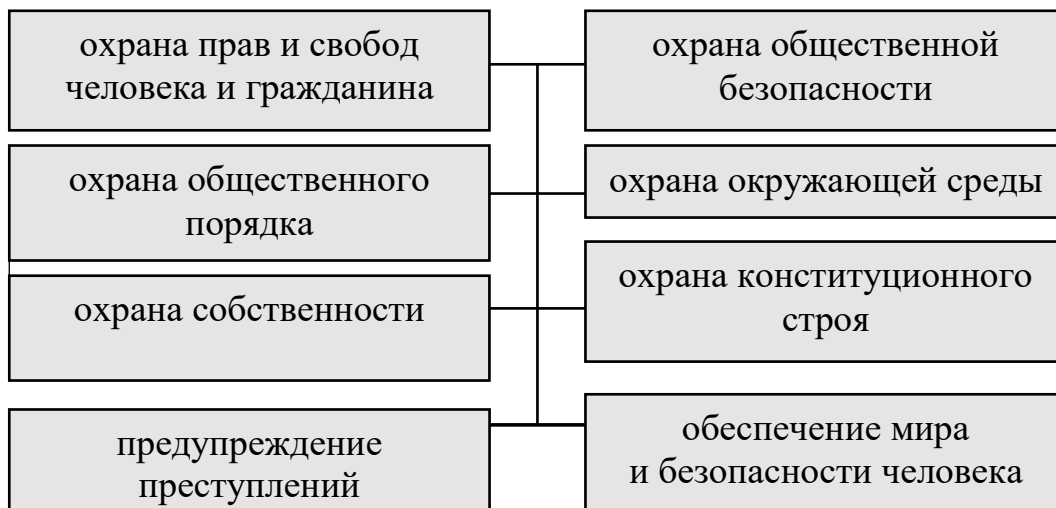 охрана прав и свобод
человека и гражданина
охрана общественной
безопасности
охрана общественного
порядка
охрана окружающей среды
охрана собственности
охрана конституционного
строя
предупреждение
преступлений
обеспечение мира
и безопасности человека